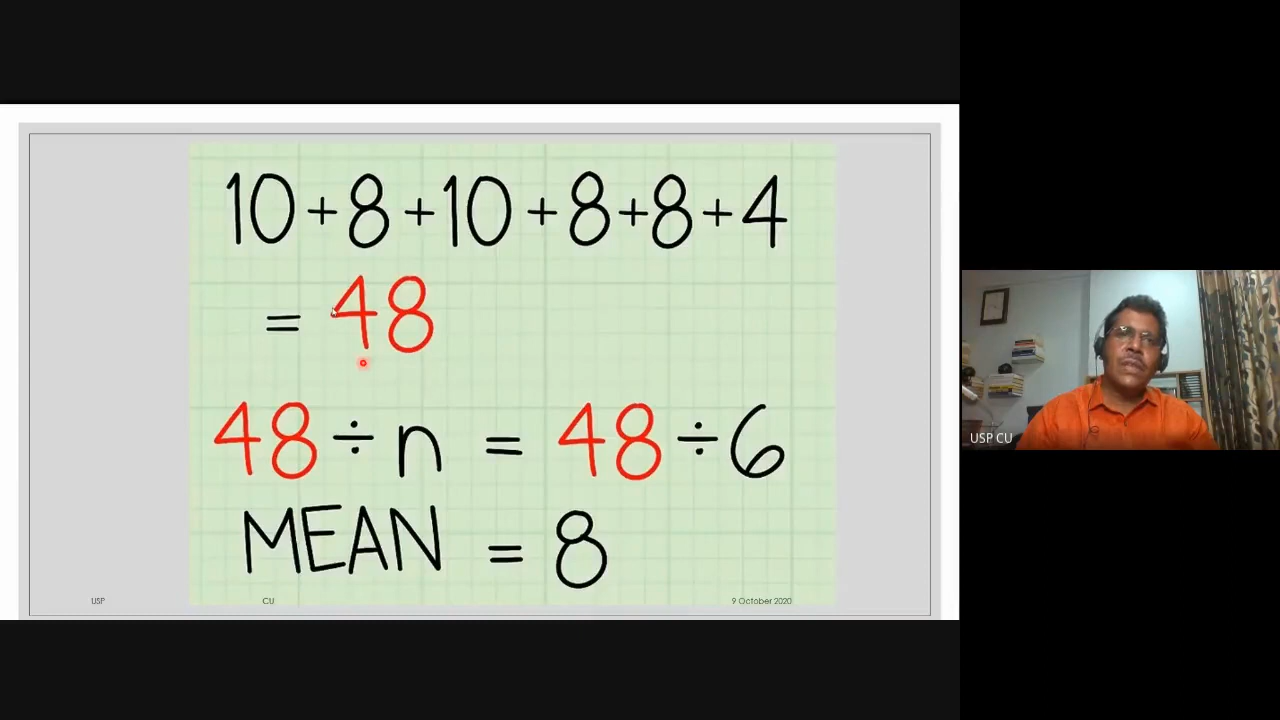 10+8+10+8+8+4
= 48
48÷n = 48÷6
MEAN = 8
USP CU 9 October 2020
USP CU